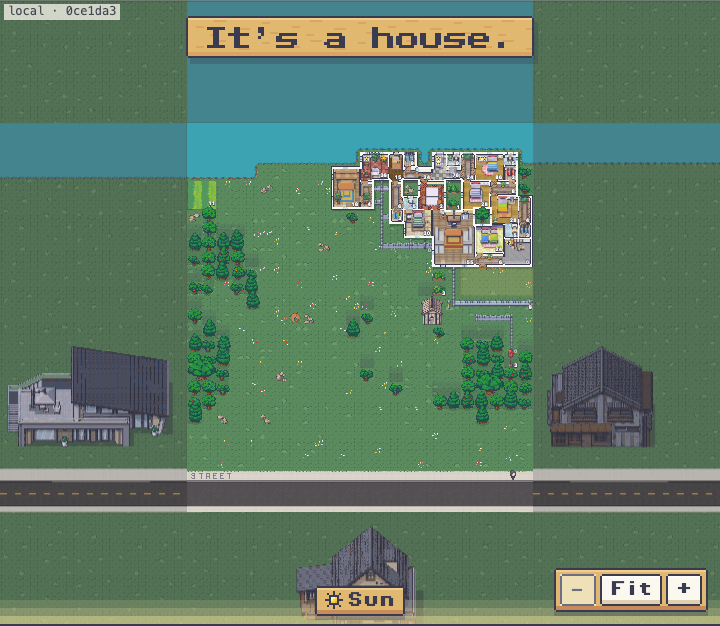 local · 0ce1da3
It's a house.
STREET
Sun
− Fit +